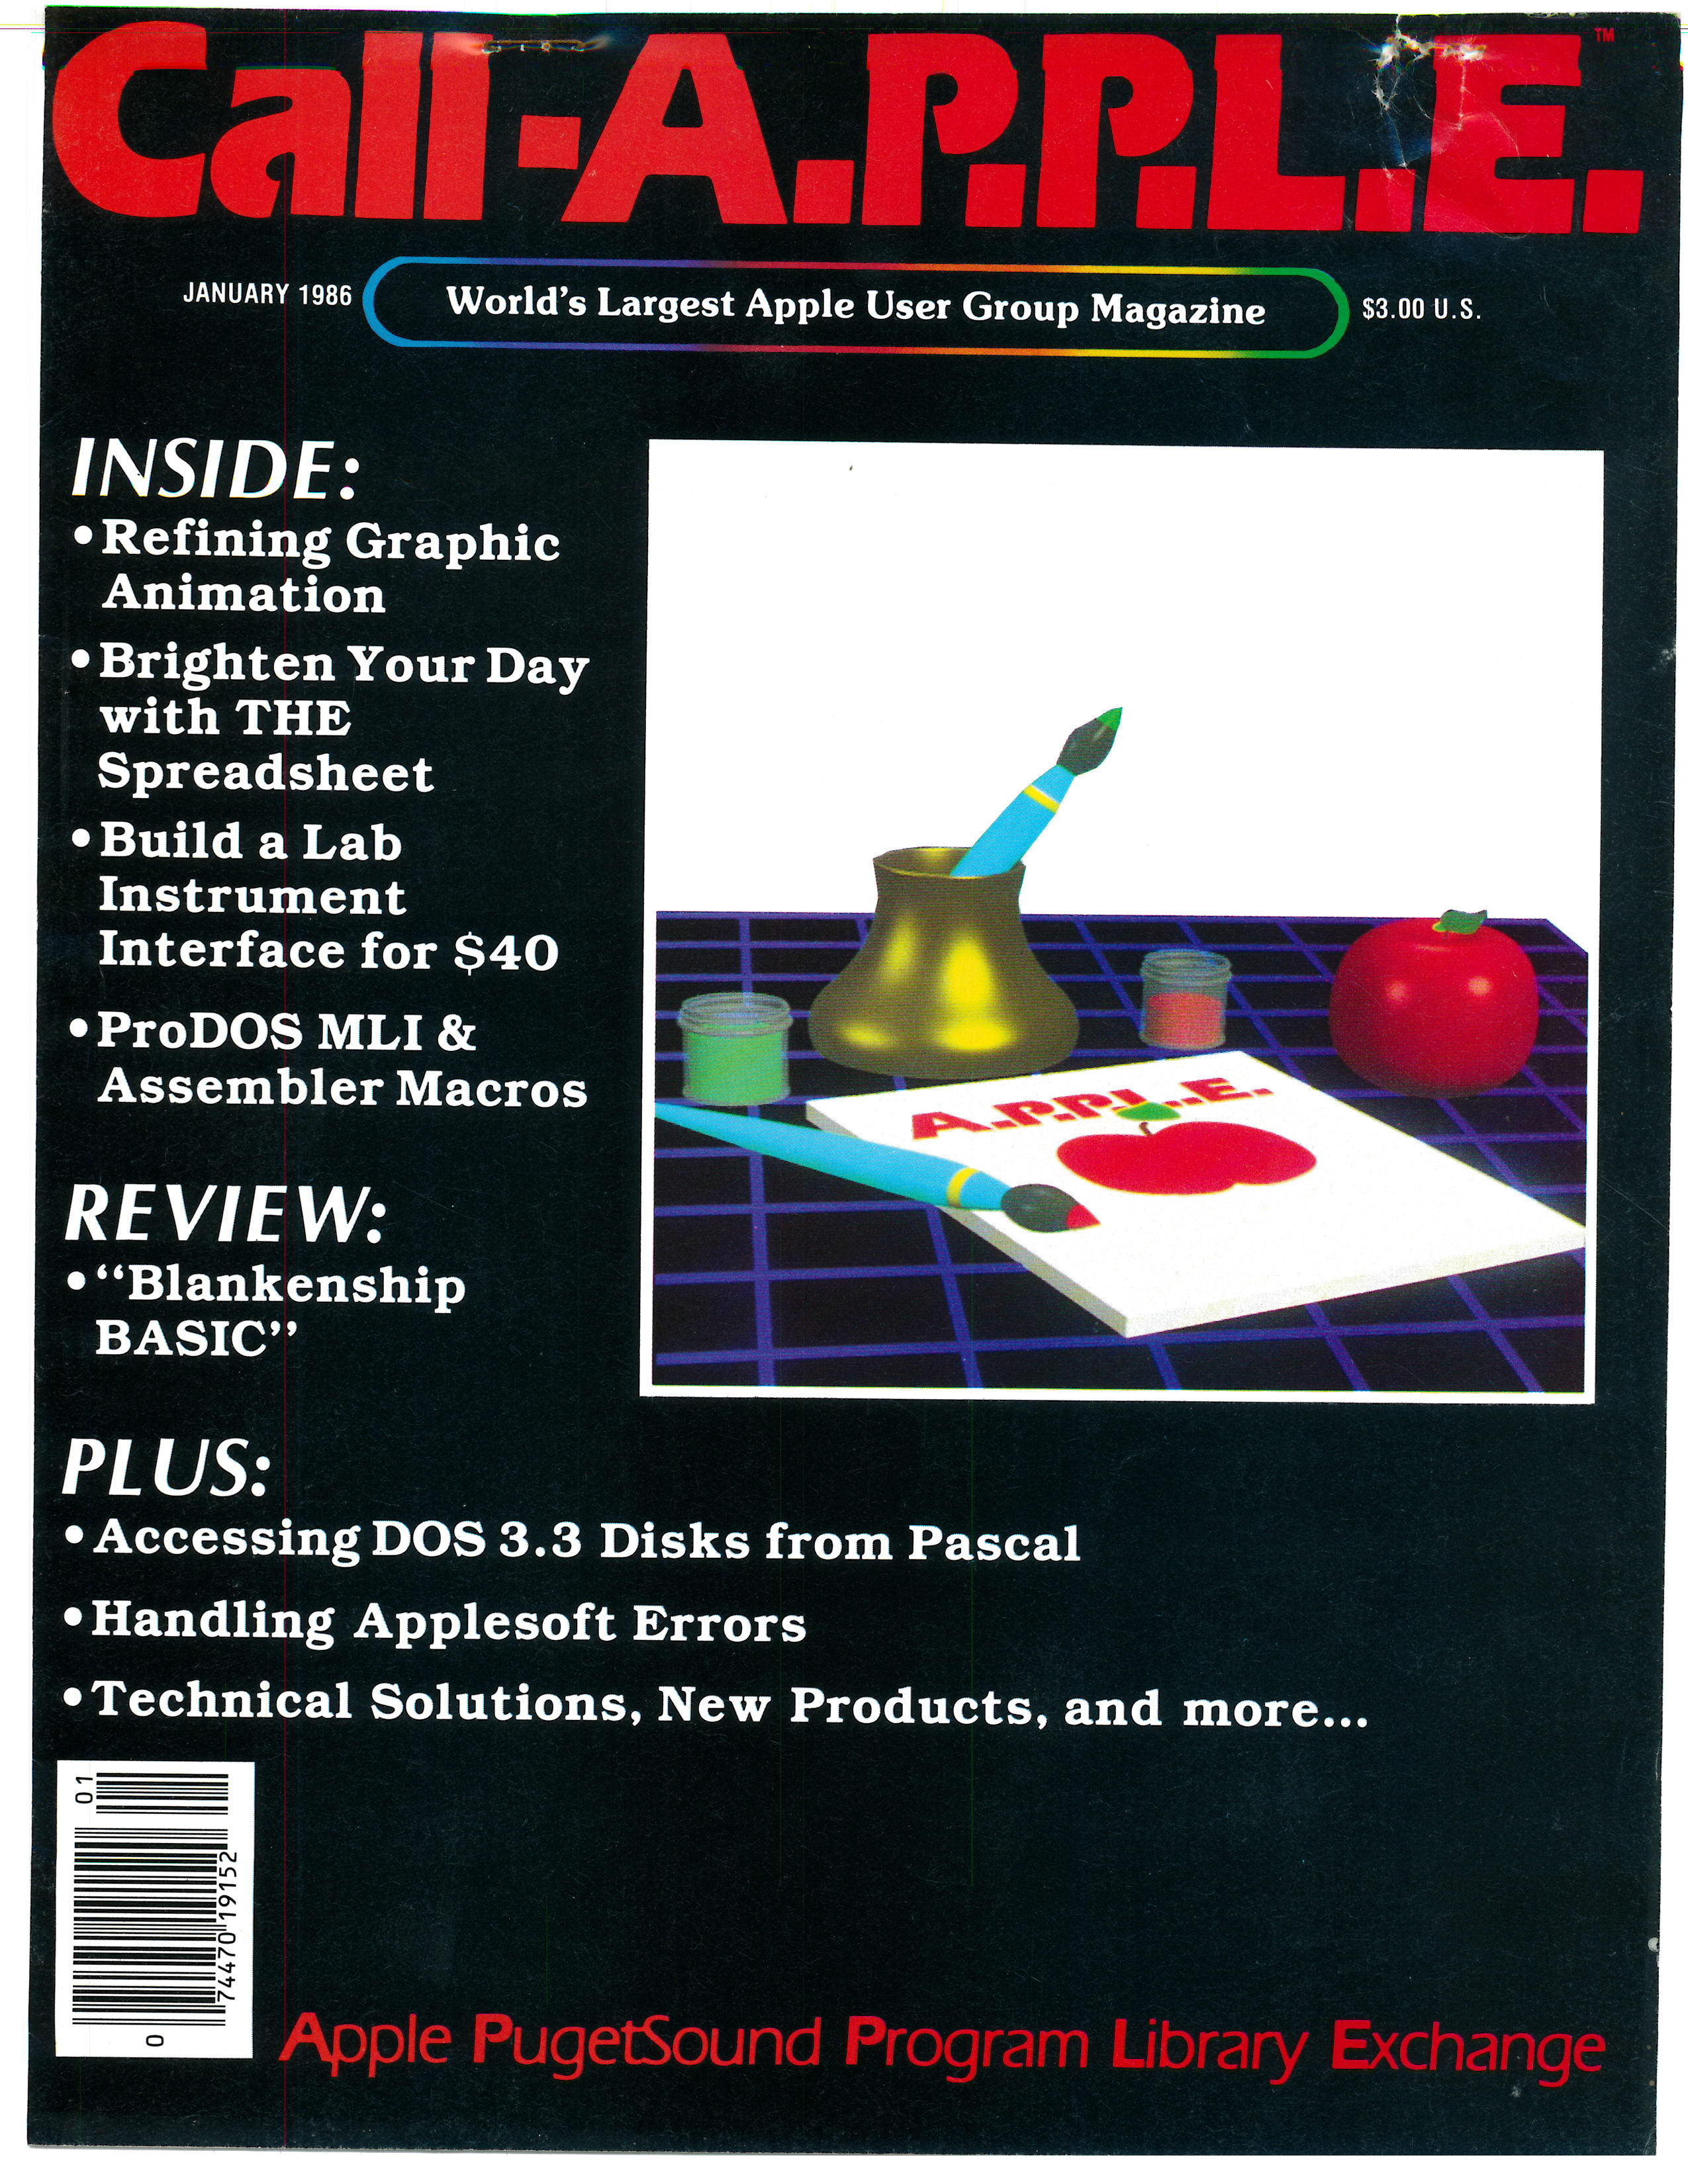 Call-A.P.P.L.E.™
JANUARY 1986
World's Largest Apple User Group Magazine
$3.00 U.S.
INSIDE:
•Refining Graphic
Animation
•Brighten Your Day
with THE
Spreadsheet
•Build a Lab
Instrument
Interface for $40
•ProDOS MLI &
Assembler Macros
A.P.P.L.E.
REVIEW:
•“Blankenship
BASIC”
PLUS:
•Accessing DOS 3.3 Disks from Pascal
•Handling Applesoft Errors
•Technical Solutions, New Products, and more...
01
0
74470 19152
Apple PugetSound Program Library Exchange